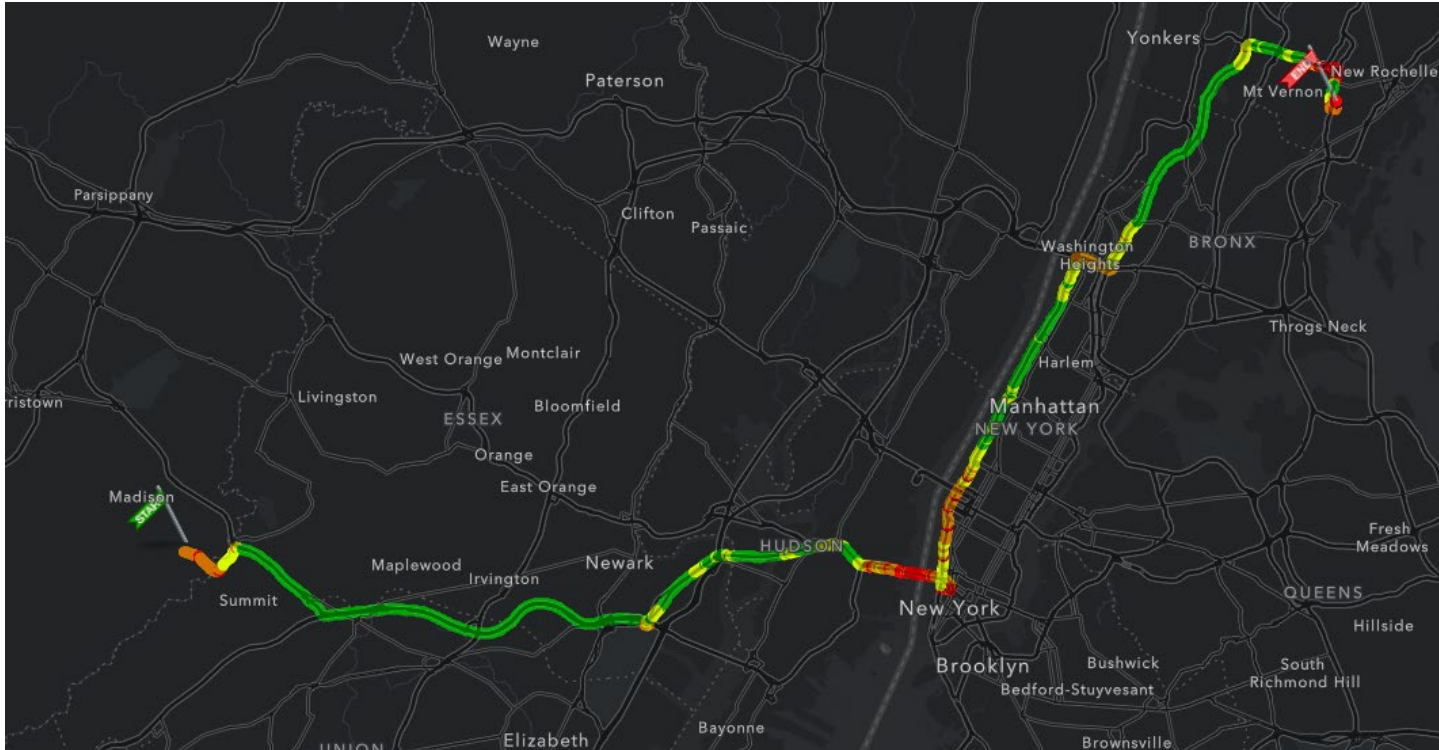 Wayne
Yonkers
Paterson
New Rochelle
Mt Vernon
Parsippany
Clifton
Passaic
Washington
Heights
BRONX
Throgs Neck
West Orange
Montclair
Harlem
Livingston
rristown
ESSEX
Bloomfield
Manhattan
NEW YORK
Orange
East Orange
Madison
START
Fresh
Meadows
HUDSON
Maplewood
Newark
Irvington
Summit
New York
QUEENS
Hillside
Brooklyn
Bushwick
South
Richmond Hill
Bedford-Stuyvesant
Bayonne
Elizabeth
UNION
Brownsville